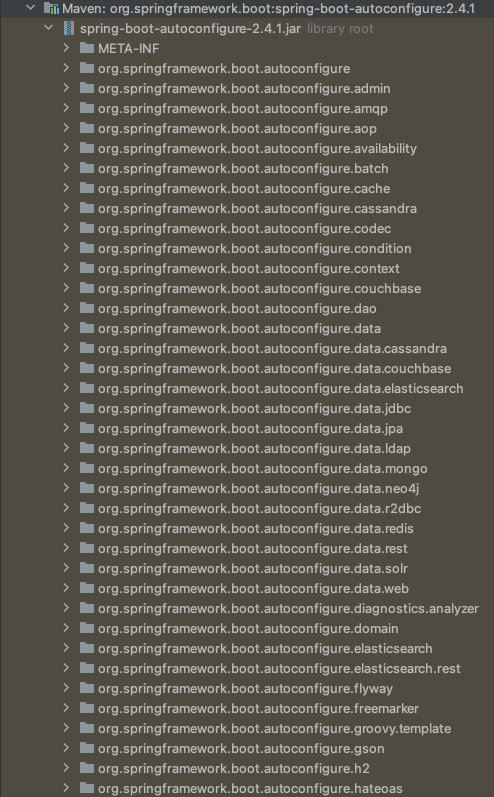 Maven: org.springframework.boot:spring-boot-autoconfigure:2.4.1
spring-boot-autoconfigure-2.4.1.jar library root
META-INF
org.springframework.boot.autoconfigure
org.springframework.boot.autoconfigure.admin
org.springframework.boot.autoconfigure.amqp
org.springframework.boot.autoconfigure.aop
org.springframework.boot.autoconfigure.availability
org.springframework.boot.autoconfigure.batch
org.springframework.boot.autoconfigure.cache
org.springframework.boot.autoconfigure.cassandra
org.springframework.boot.autoconfigure.codec
org.springframework.boot.autoconfigure.condition
org.springframework.boot.autoconfigure.context
org.springframework.boot.autoconfigure.couchbase
org.springframework.boot.autoconfigure.dao
org.springframework.boot.autoconfigure.data
org.springframework.boot.autoconfigure.data.cassandra
org.springframework.boot.autoconfigure.data.couchbase
org.springframework.boot.autoconfigure.data.elasticsearch
org.springframework.boot.autoconfigure.data.jdbc
org.springframework.boot.autoconfigure.data.jpa
org.springframework.boot.autoconfigure.data.ldap
org.springframework.boot.autoconfigure.data.mongo
org.springframework.boot.autoconfigure.data.neo4j
org.springframework.boot.autoconfigure.data.r2dbc
org.springframework.boot.autoconfigure.data.redis
org.springframework.boot.autoconfigure.data.rest
org.springframework.boot.autoconfigure.data.solr
org.springframework.boot.autoconfigure.data.web
org.springframework.boot.autoconfigure.diagnostics.analyzer
org.springframework.boot.autoconfigure.domain
org.springframework.boot.autoconfigure.elasticsearch
org.springframework.boot.autoconfigure.elasticsearch.rest
org.springframework.boot.autoconfigure.flyway
org.springframework.boot.autoconfigure.freemarker
org.springframework.boot.autoconfigure.groovy.template
org.springframework.boot.autoconfigure.gson
org.springframework.boot.autoconfigure.h2
org.springframework.boot.autoconfigure.hateoas